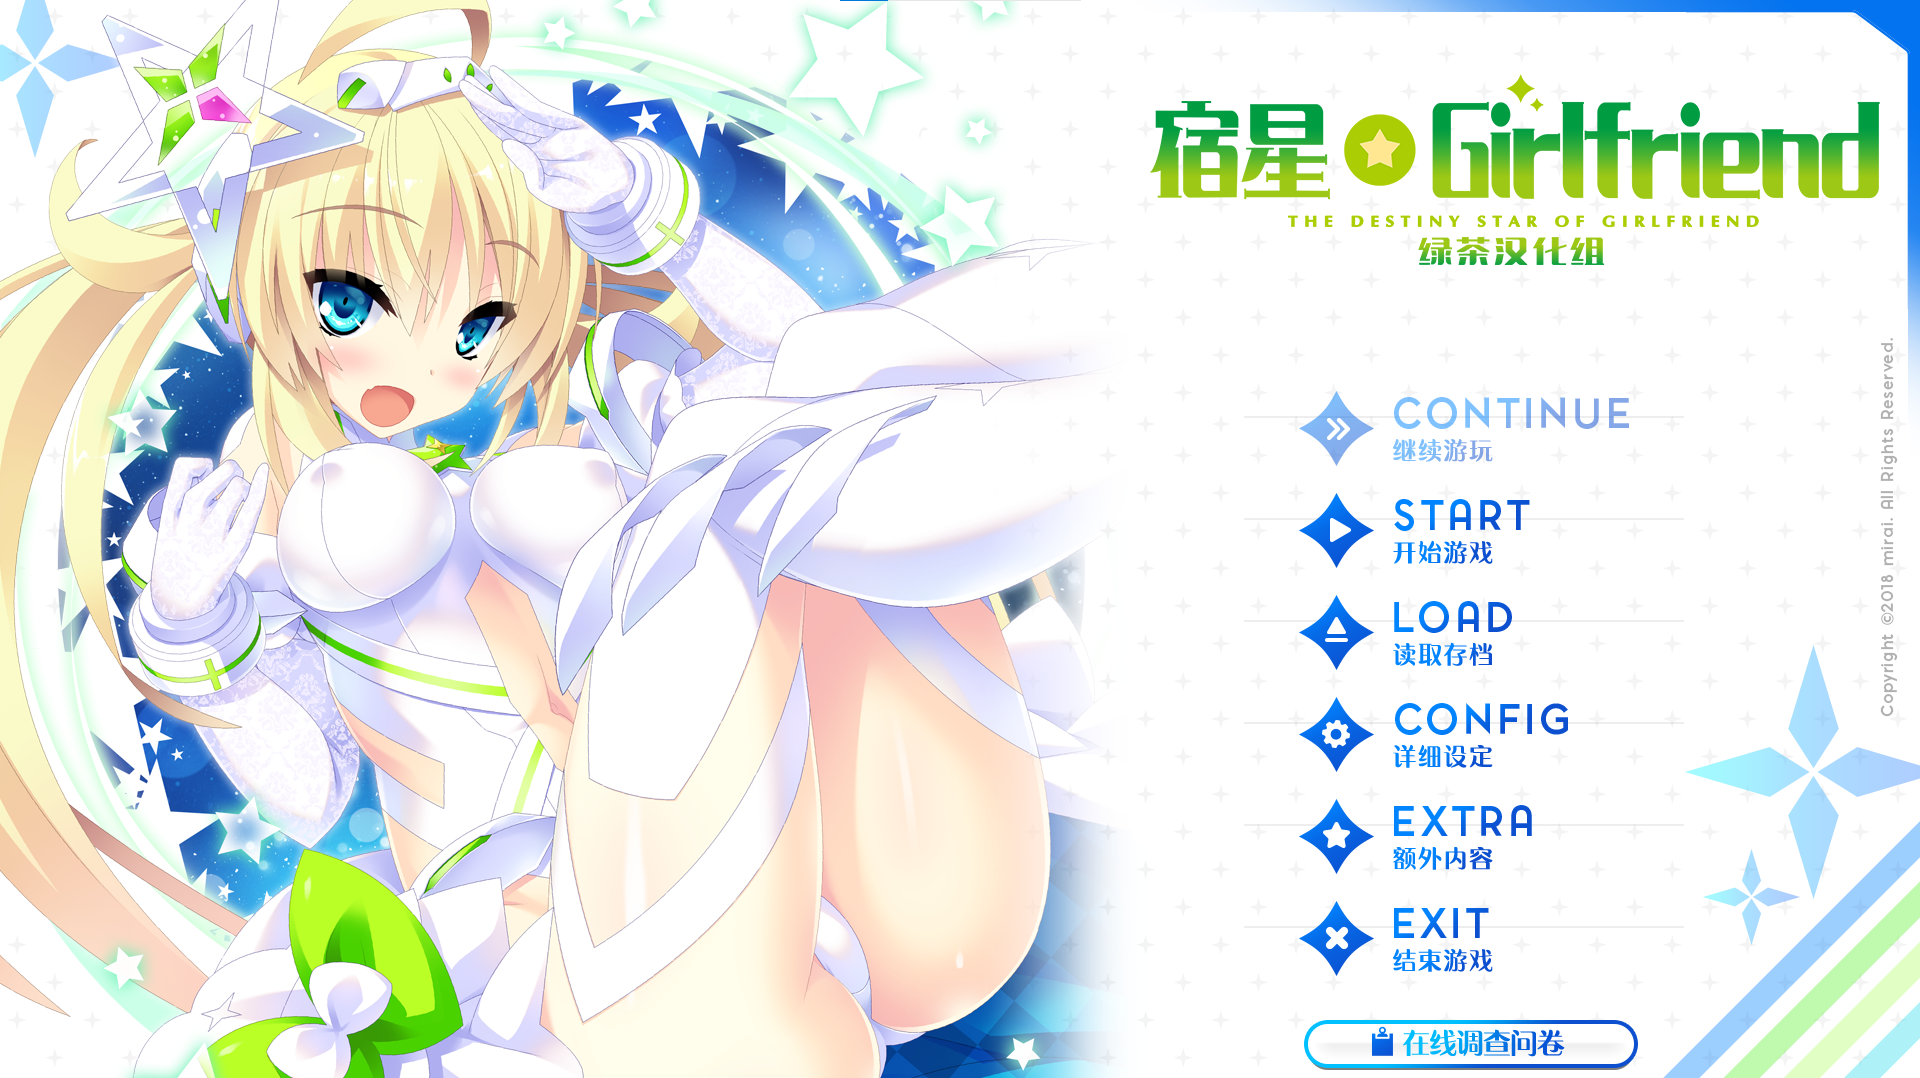 宿星★Girlfriend
THE DESTINY STAR OF GIRLFRIEND
绿茶汉化组
CONTINUE
继续游玩
START
开始游戏
LOAD
读取存档
CONFIG
详细设定
EXTRA
额外内容
EXIT
结束游戏
在线调查问卷
Copyright ©2018 mirai. All Rights Reserved.